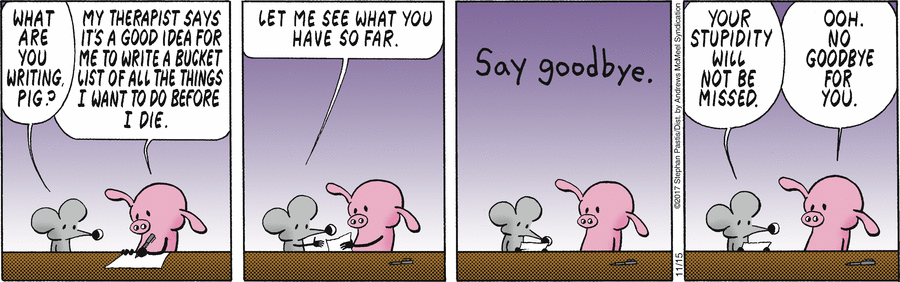 WHAT
ARE
YOU
WRITING,
PIG?
MY THERAPIST SAYS
IT'S A GOOD IDEA FOR
ME TO WRITE A BUCKET
LIST OF ALL THE THINGS
I WANT TO DO BEFORE
I DIE.
LET ME SEE WHAT YOU
HAVE SO FAR.
Say goodbye.
©2017 Stephan Pastis/Dist. by Andrews McMeel Syndication
11/15
YOUR
STUPIDITY
WILL
NOT BE
MISSED.
OOH.
NO
GOODBYE
FOR
YOU.